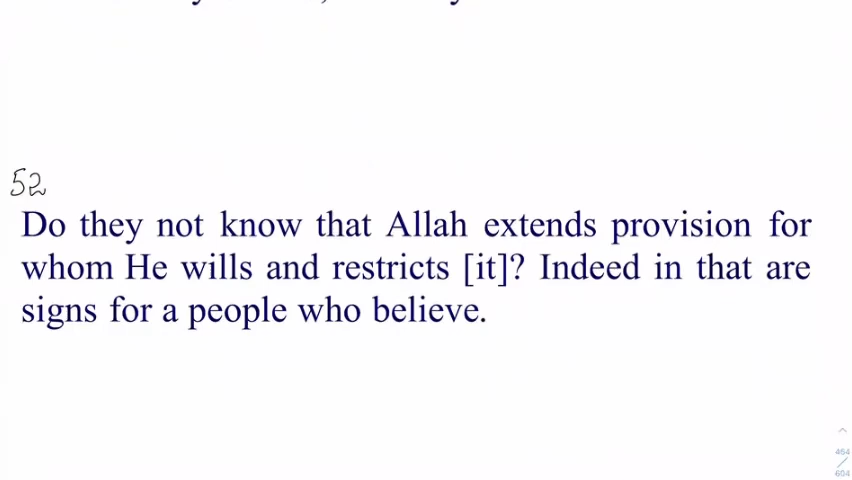 52
Do they not know that Allah extends provision for
whom He wills and restricts [it]? Indeed in that are
signs for a people who believe.
464
604